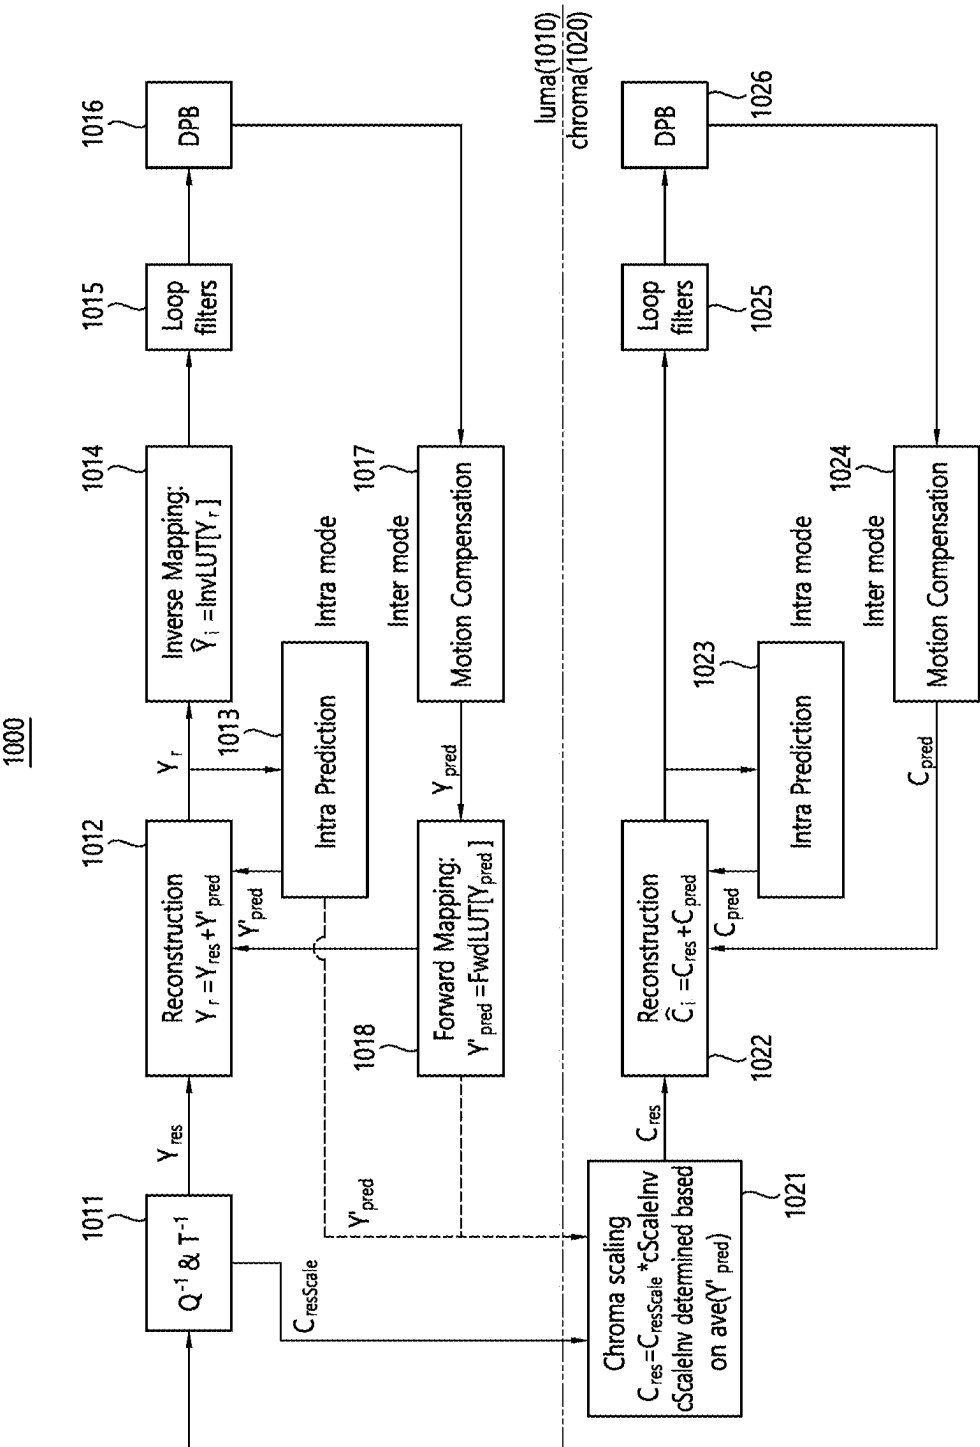 1000
luma(1010)
chroma(1020)
1011
Q⁻¹ & T⁻¹
Y res
1012
Reconstruction
Y r =Y res +Y' pred
Y r
1014
Inverse Mapping:
Ŷ i =InvLUT[Y r ]
1015
Loop
filters
1016
DPB
Y' pred
1013
Intra Prediction
Intra mode
Inter mode
1017
Motion Compensation
Y pred
1018
Forward Mapping:
Y' pred =FwdLUT[Y pred ]
Y' pred
C resScale
Chroma scaling
C res =C resScale *cScaleInv
cScaleInv determined based
on ave(Y' pred)
1021
C res
Reconstruction
Ĉ i =C res +C pred
1022
C pred
1023
Intra Prediction
Intra mode
Inter mode
1024
Motion Compensation
C pred
Loop
filters
1025
DPB
1026